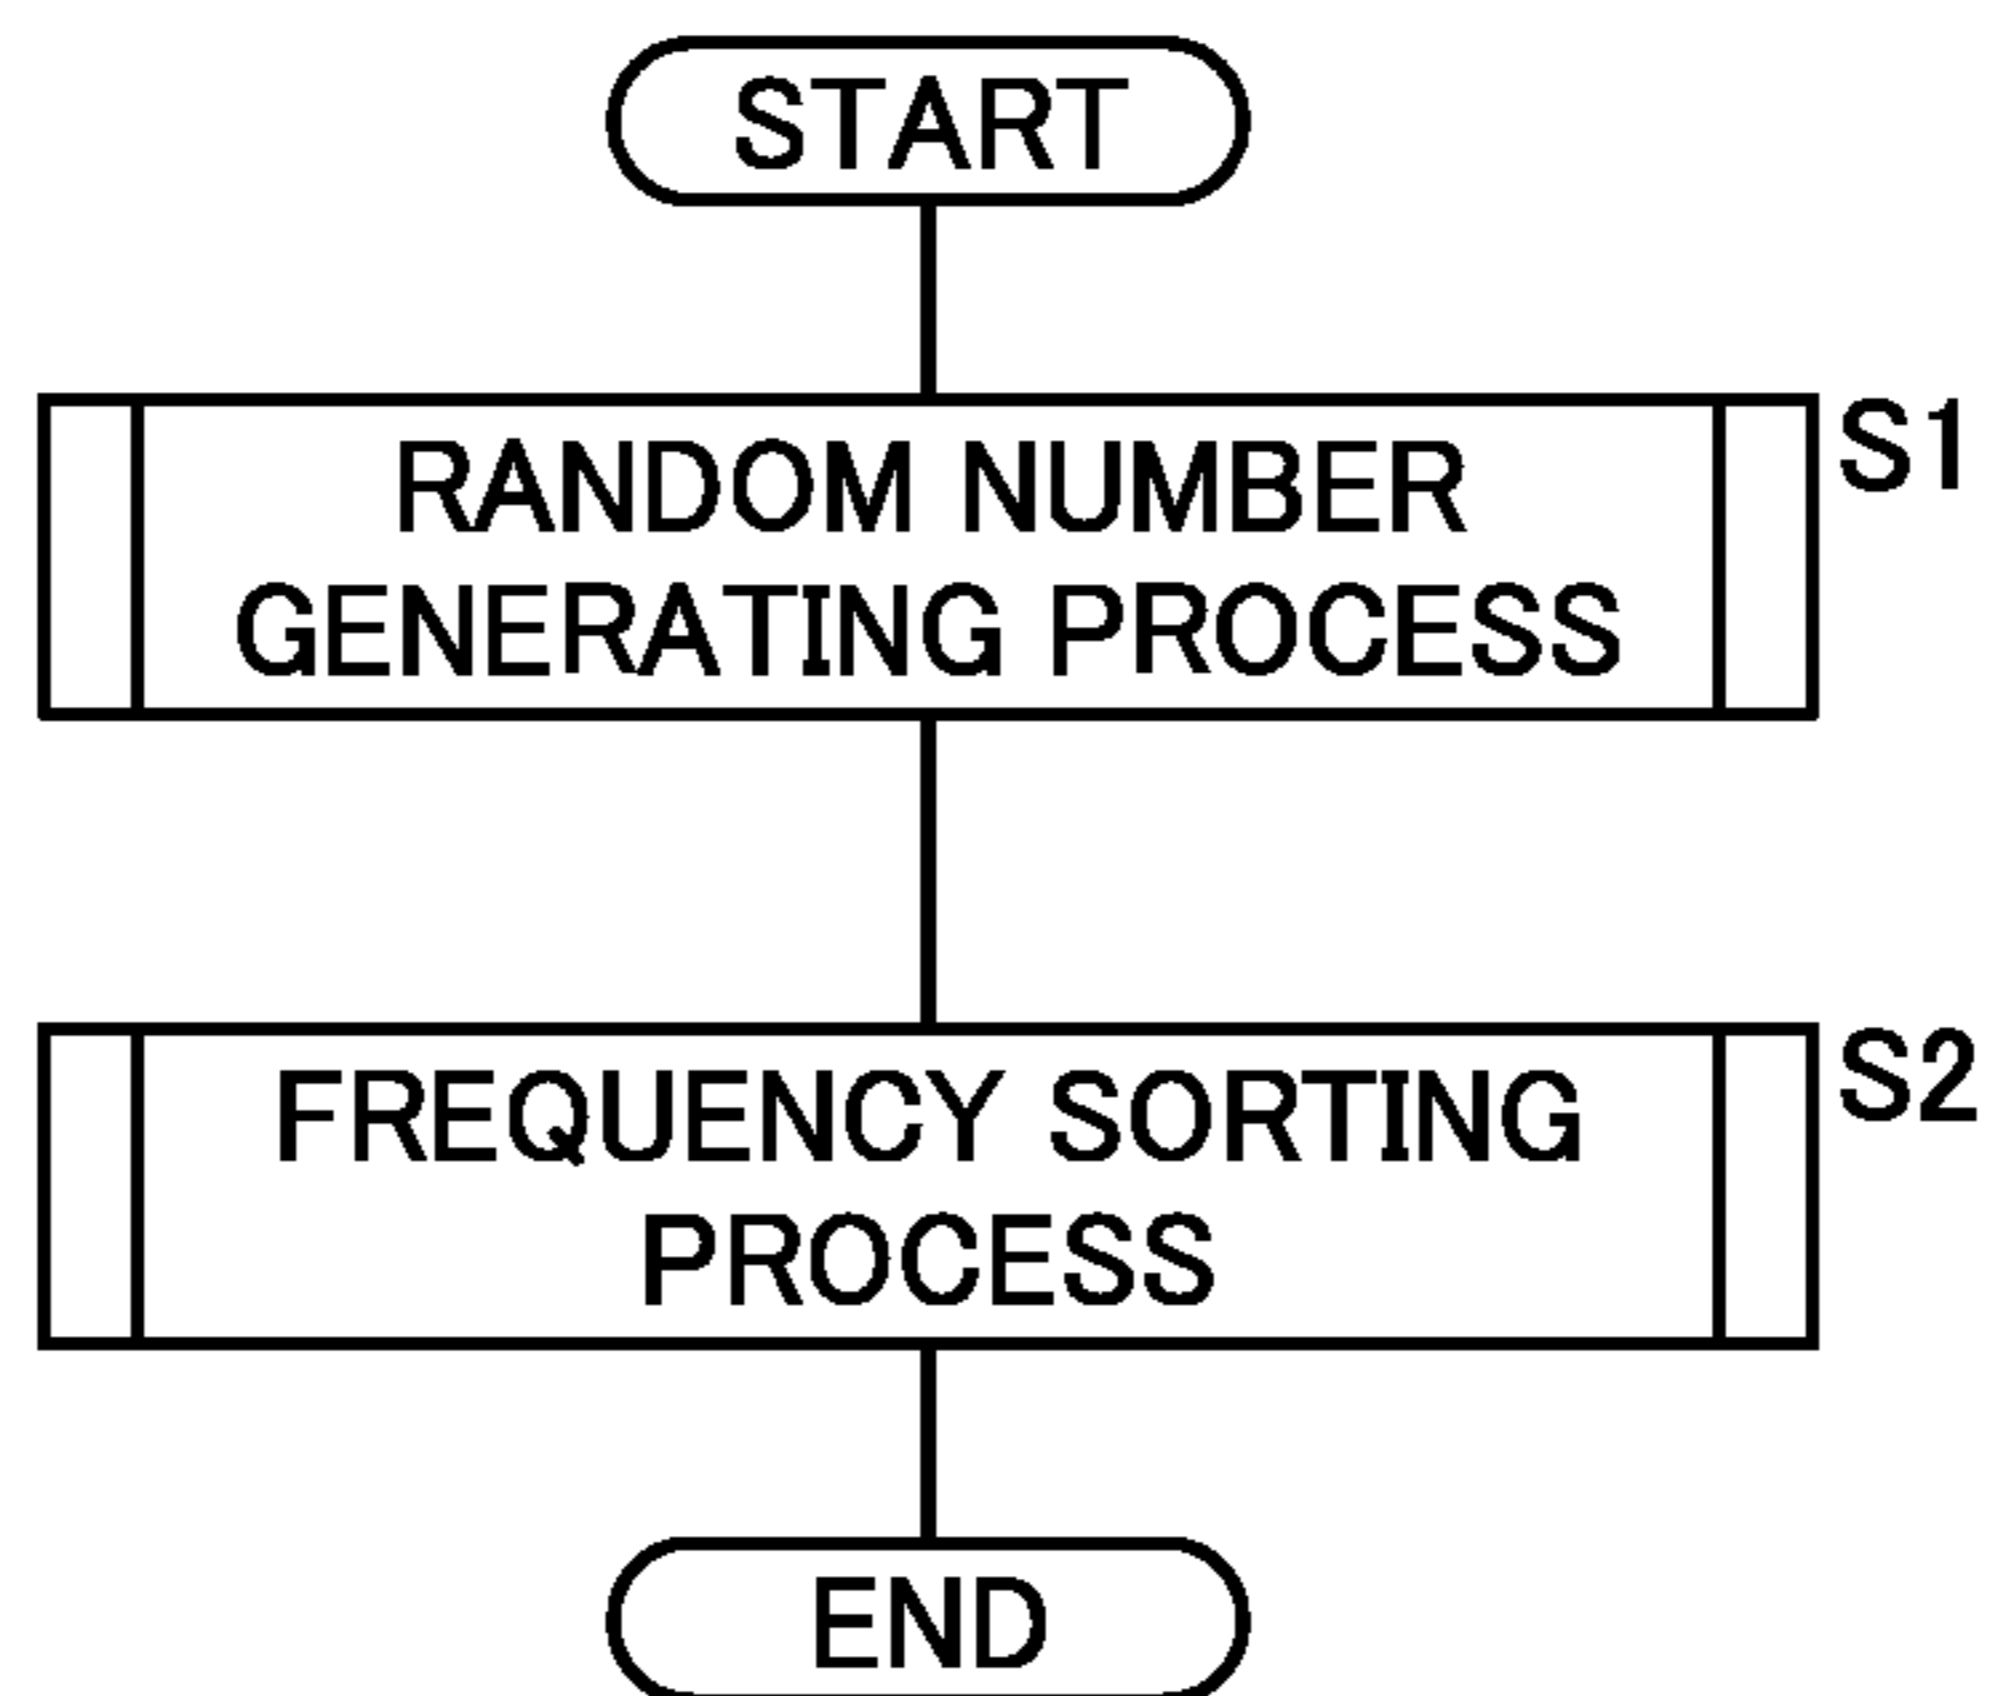 START
RANDOM NUMBER
GENERATING PROCESS
S1
FREQUENCY SORTING
PROCESS
S2
END